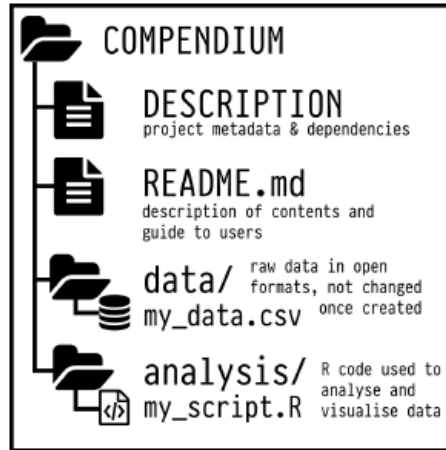 COMPENDIUM
DESCRIPTION
project metadata & dependencies
README.md
description of contents and
guide to users
data/
raw data in open
formats, not changed
once created
my_data.csv
analysis/
R code used to
analyse and
visualise data
my_script.R